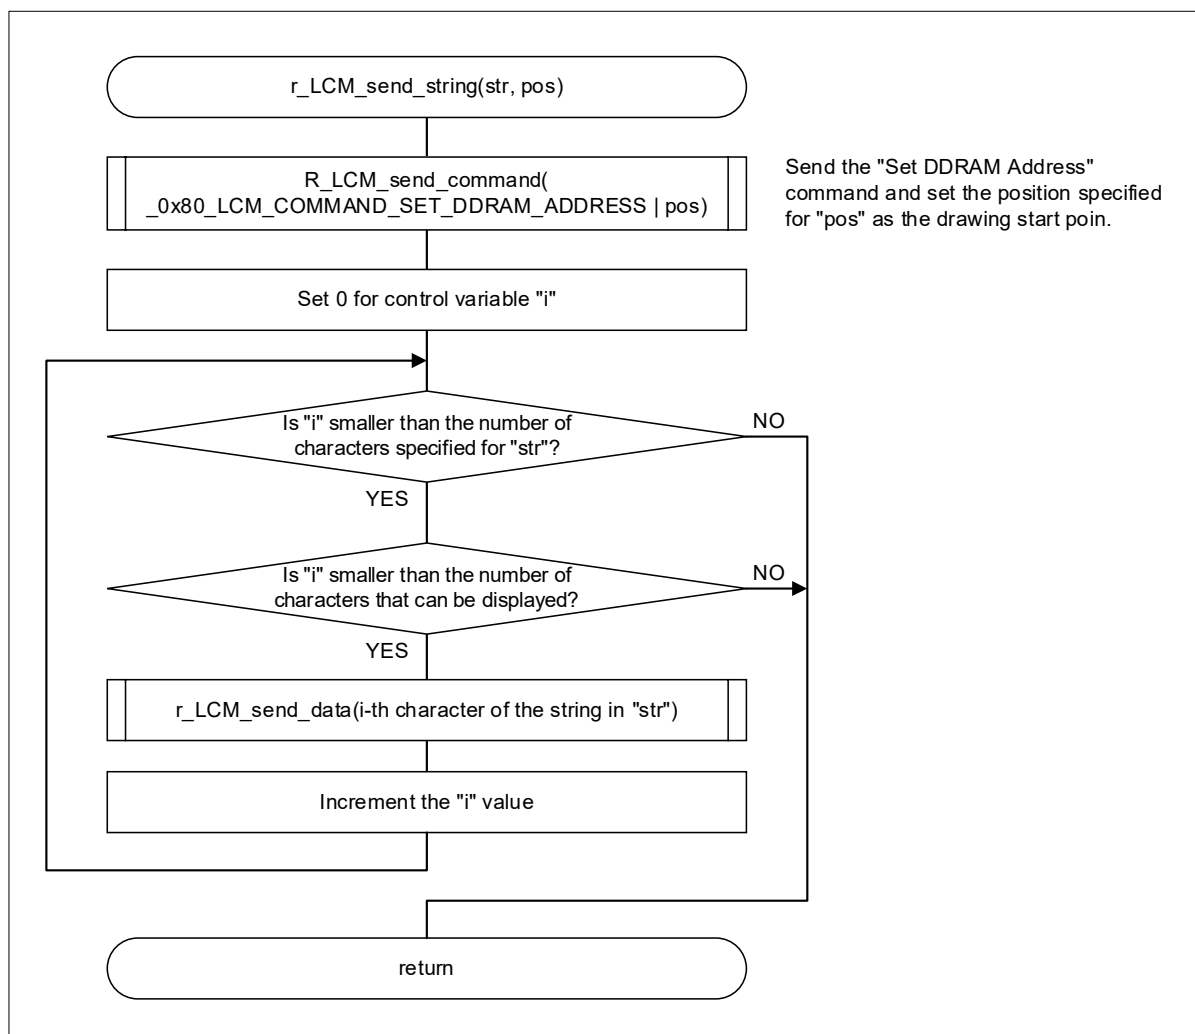 r_LCM_send_string(str, pos)
R_LCM_send_command(
_0x80_LCM_COMMAND_SET_DDRAM_ADDRESS | pos)
Send the "Set DDRAM Address"
command and set the position specified
for "pos" as the drawing start poin.
Set 0 for control variable "i"
Is "i" smaller than the number of
characters specified for "str"?
NO
YES
Is "i" smaller than the number of
characters that can be displayed?
NO
YES
r_LCM_send_data(i-th character of the string in "str")
Increment the "i" value
return